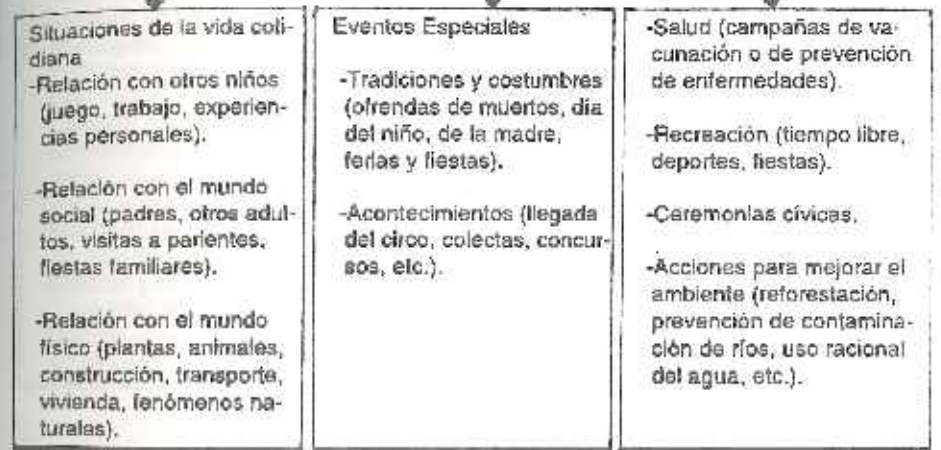 Situaciones de la vida coti-
diana
-Relación con otros niños
(juego, trabajo, experien-
cias personales).
-Relación con el mundo
social (padres, otros adul-
tos, visitas a parientes,
fiestas familiares).
-Relación con el mundo
físico (plantas, animales,
construcción, transporte,
vivienda, fenómenos na-
turales).
Eventos Especiales
-Tradiciones y costumbres
(ofrendas de muertos, día
del niño, de la madre,
ferias y fiestas).
-Acontecimientos (llegada
del circo, colectas, concur-
sos, etc.).
-Salud (campañas de va-
cunación o de prevención
de enfermedades).
-Recreación (tiempo libre,
deportes, fiestas).
-Ceremonias cívicas.
-Acciones para mejorar el
ambiente (reforestación,
prevención de contamina-
ción de ríos, uso racional
del agua, etc.).